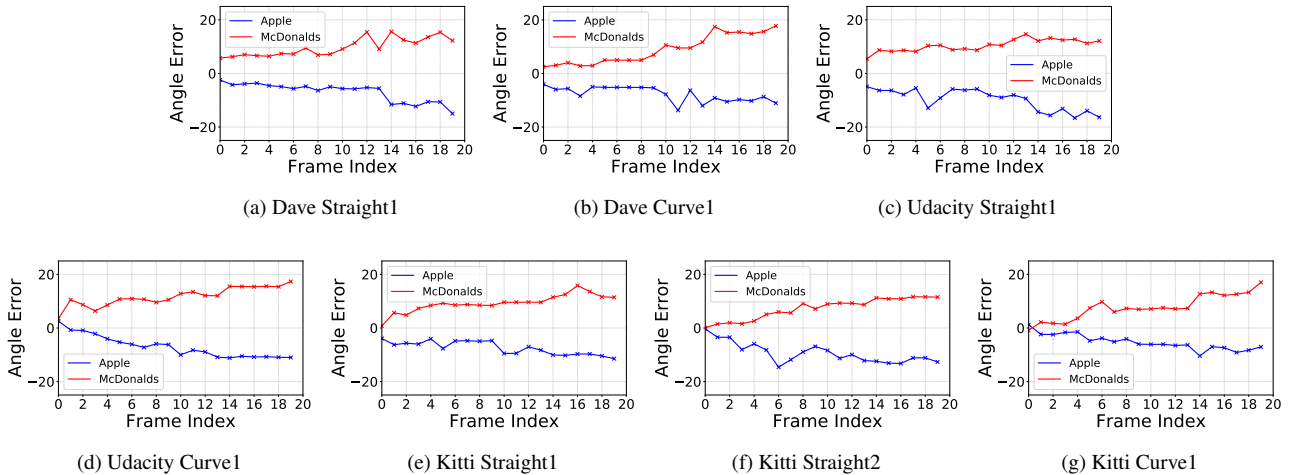 20
0
−20
Angle Error
Apple
McDonalds
0 2 4 6 8 10 12 14 16 18 20
Frame Index
(a) Dave Straight1
20
0
−20
Angle Error
Apple
McDonalds
0 2 4 6 8 10 12 14 16 18 20
Frame Index
(b) Dave Curve1
20
0
−20
Angle Error
Apple
McDonalds
0 2 4 6 8 10 12 14 16 18 20
Frame Index
(c) Udacity Straight1
20
0
−20
Angle Error
Apple
McDonalds
0 2 4 6 8 10 12 14 16 18 20
Frame Index
(d) Udacity Curve1
20
0
−20
Angle Error
Apple
McDonalds
0 2 4 6 8 10 12 14 16 18 20
Frame Index
(e) Kitti Straight1
20
0
−20
Angle Error
Apple
McDonalds
0 2 4 6 8 10 12 14 16 18 20
Frame Index
(f) Kitti Straight2
20
0
−20
Angle Error
Apple
McDonalds
0 2 4 6 8 10 12 14 16 18 20
Frame Index
(g) Kitti Curve1